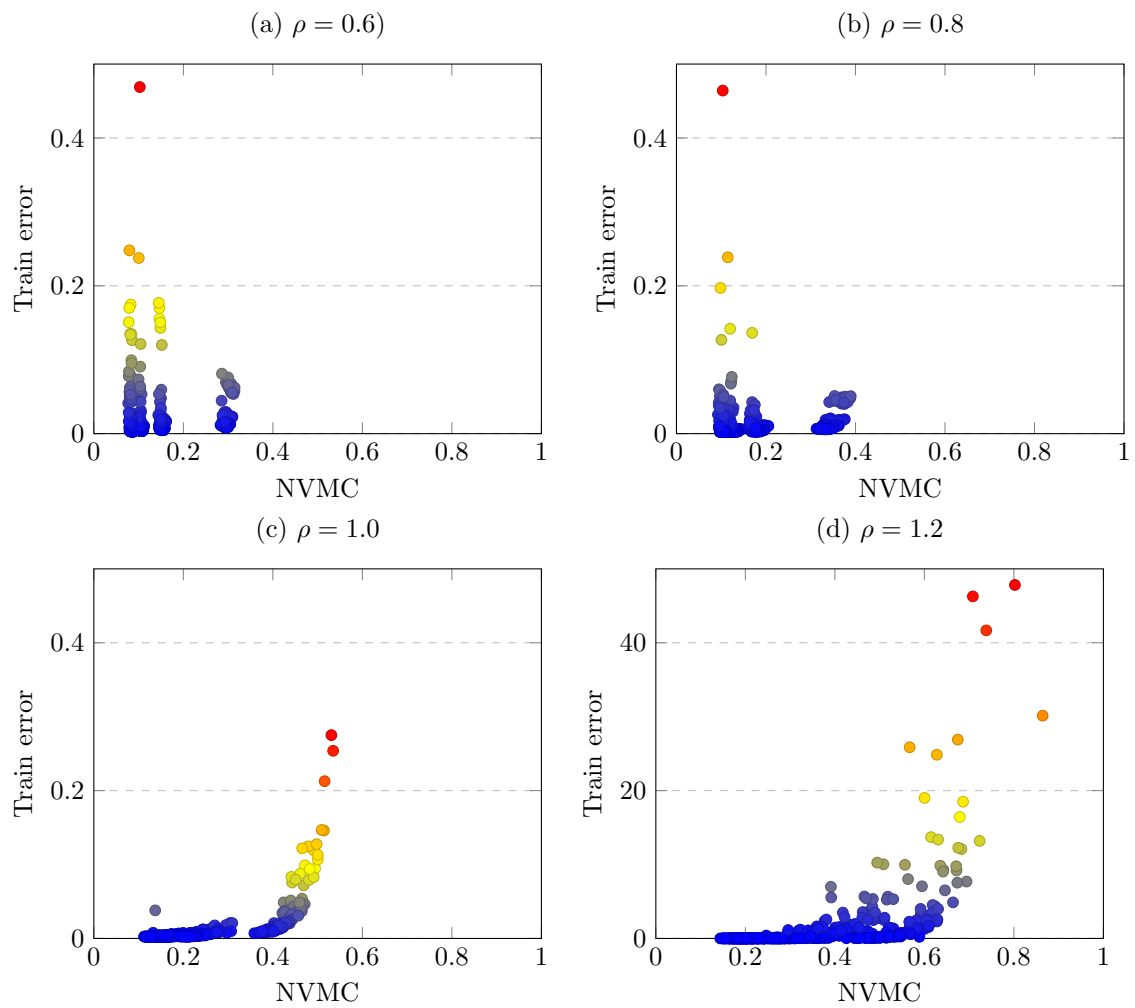 (a) ρ = 0.6)
0 0.2 0.4 0.6 0.8 1
0
0.2
0.4
NVMC
Train error
(b) ρ = 0.8
0 0.2 0.4 0.6 0.8 1
0
0.2
0.4
NVMC
Train error
(c) ρ = 1.0
0 0.2 0.4 0.6 0.8 1
0
0.2
0.4
NVMC
Train error
(d) ρ = 1.2
0 0.2 0.4 0.6 0.8 1
0
20
40
NVMC
Train error